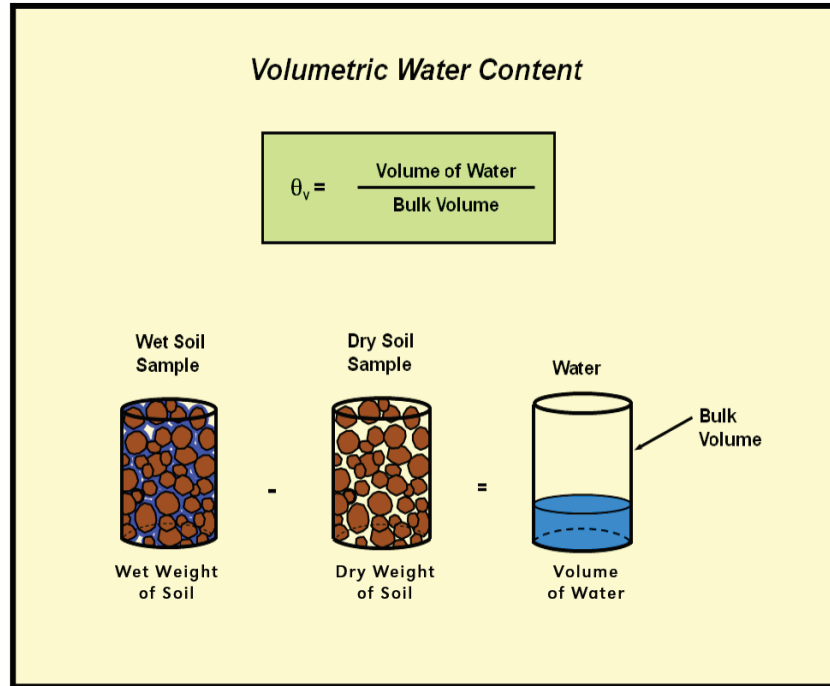 Volumetric Water Content
θv = Volume of Water
Bulk Volume
Wet Soil
Sample
Dry Soil
Sample
Water
Bulk
Volume
-
=
Wet Weight
of Soil
Dry Weight
of Soil
Volume
of Water